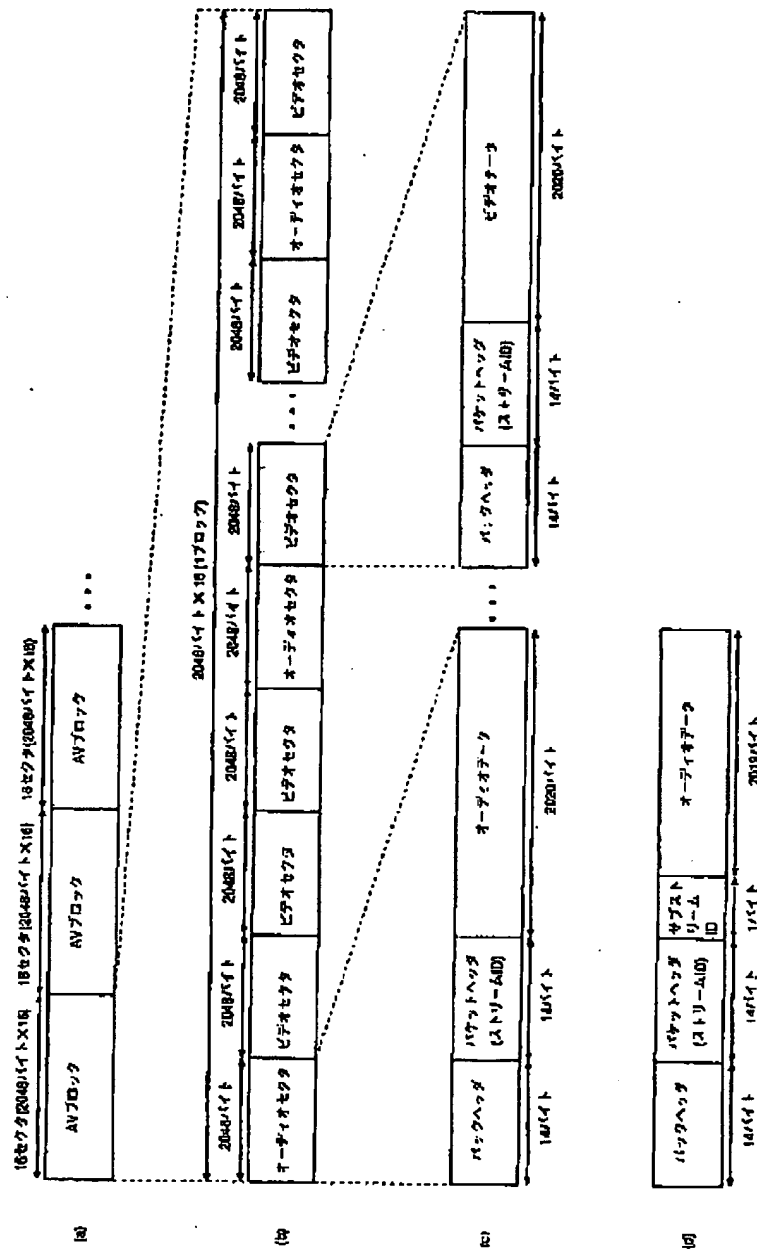 (a)
16セクタ(2048バイト×16)
16セクタ(2048バイト×16)
16セクタ(2048バイト×16)
AVブロック
AVブロック
AVブロック
(b)
2048バイト×16(1ブロック)
2048バイト
2048バイト
2048バイト
2048バイト
2048バイト
2048バイト
2048バイト
2048バイト
オーディオセクタ
ビデオセクタ
ビデオセクタ
ビデオセクタ
オーディオセクタ
ビデオセクタ
ビデオセクタ
オーディオセクタ
ビデオセクタ
(c)
パックヘッダ
パケットヘッダ
(ストリームID)
オーディオデータ
パックヘッダ
パケットヘッダ
(ストリームID)
ビデオデータ
14バイト
14バイト
2020バイト
14バイト
14バイト
2020バイト
(d)
パックヘッダ
パケットヘッダ
(ストリームID)
サブスト
リーム
ID
オーディオデータ
14バイト
14バイト
1バイト
2019バイト